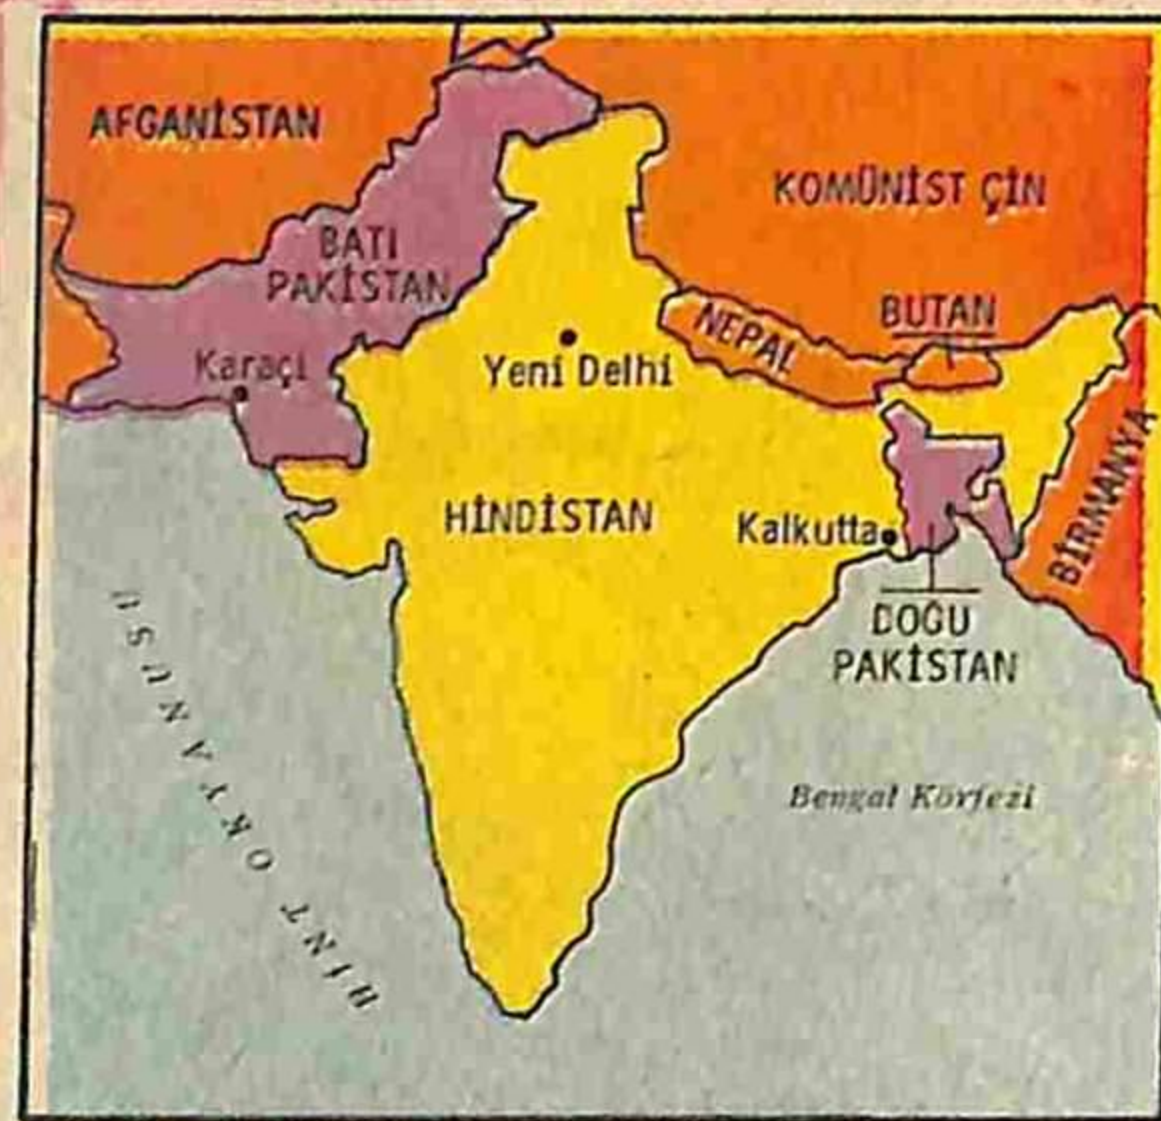 AFGANİSTAN
KOMÜNİST ÇİN
BATI
PAKİSTAN
BUTAN
NEPAL
Karaçi
Yeni Delhi
HİNDİSTAN
Kalkutta
BİRMANYA
DOĞU
PAKİSTAN
Bengal Körfezi
HİNT OKYANUSU